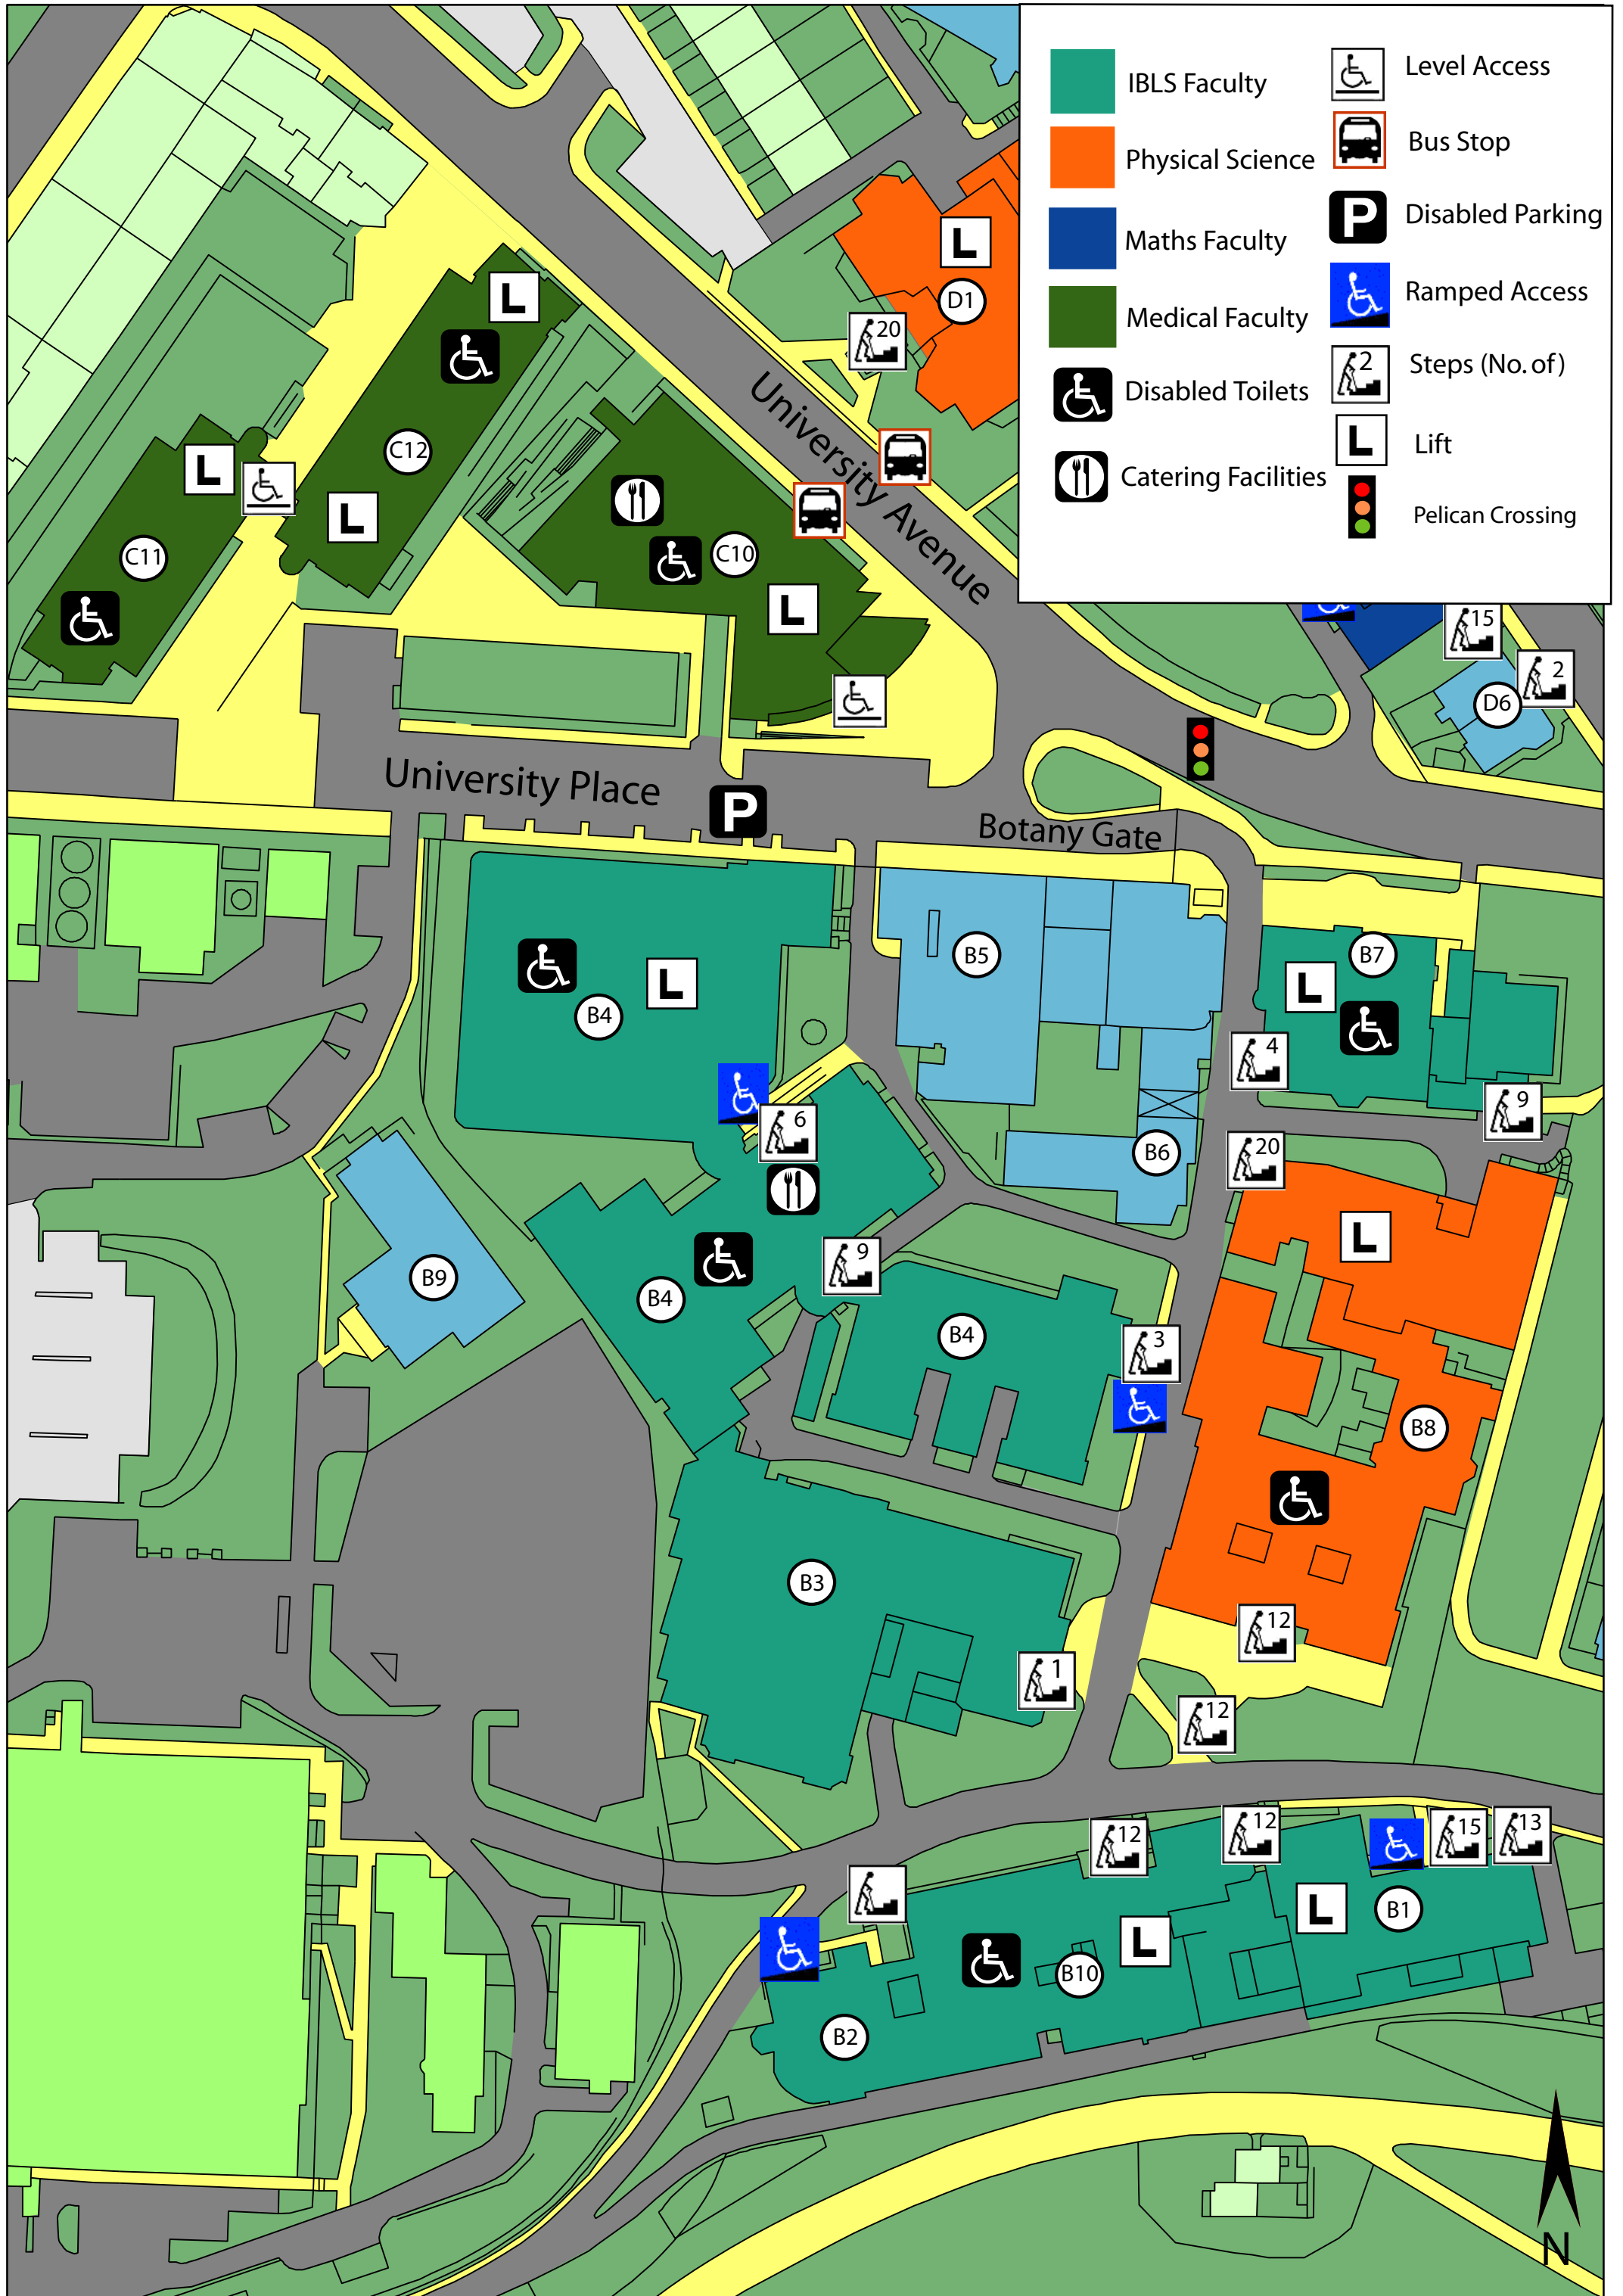 IBLS Faculty
Physical Science
Maths Faculty
Medical Faculty
Disabled Toilets
Catering Facilities
Level Access
Bus Stop
P Disabled Parking
Ramped Access
2 Steps (No. of)
L Lift
Pelican Crossing
L
D1
20
L
C12
L
L
C11
University Avenue
C10
L
15
2
D6
University Place
P
Botany Gate
B4
L
B5
B7
L
4
9
6
B6
20
L
B9
B4
9
B4
3
B8
B3
12
1
12
12
12
15
13
L
B1
L
B10
B2
N